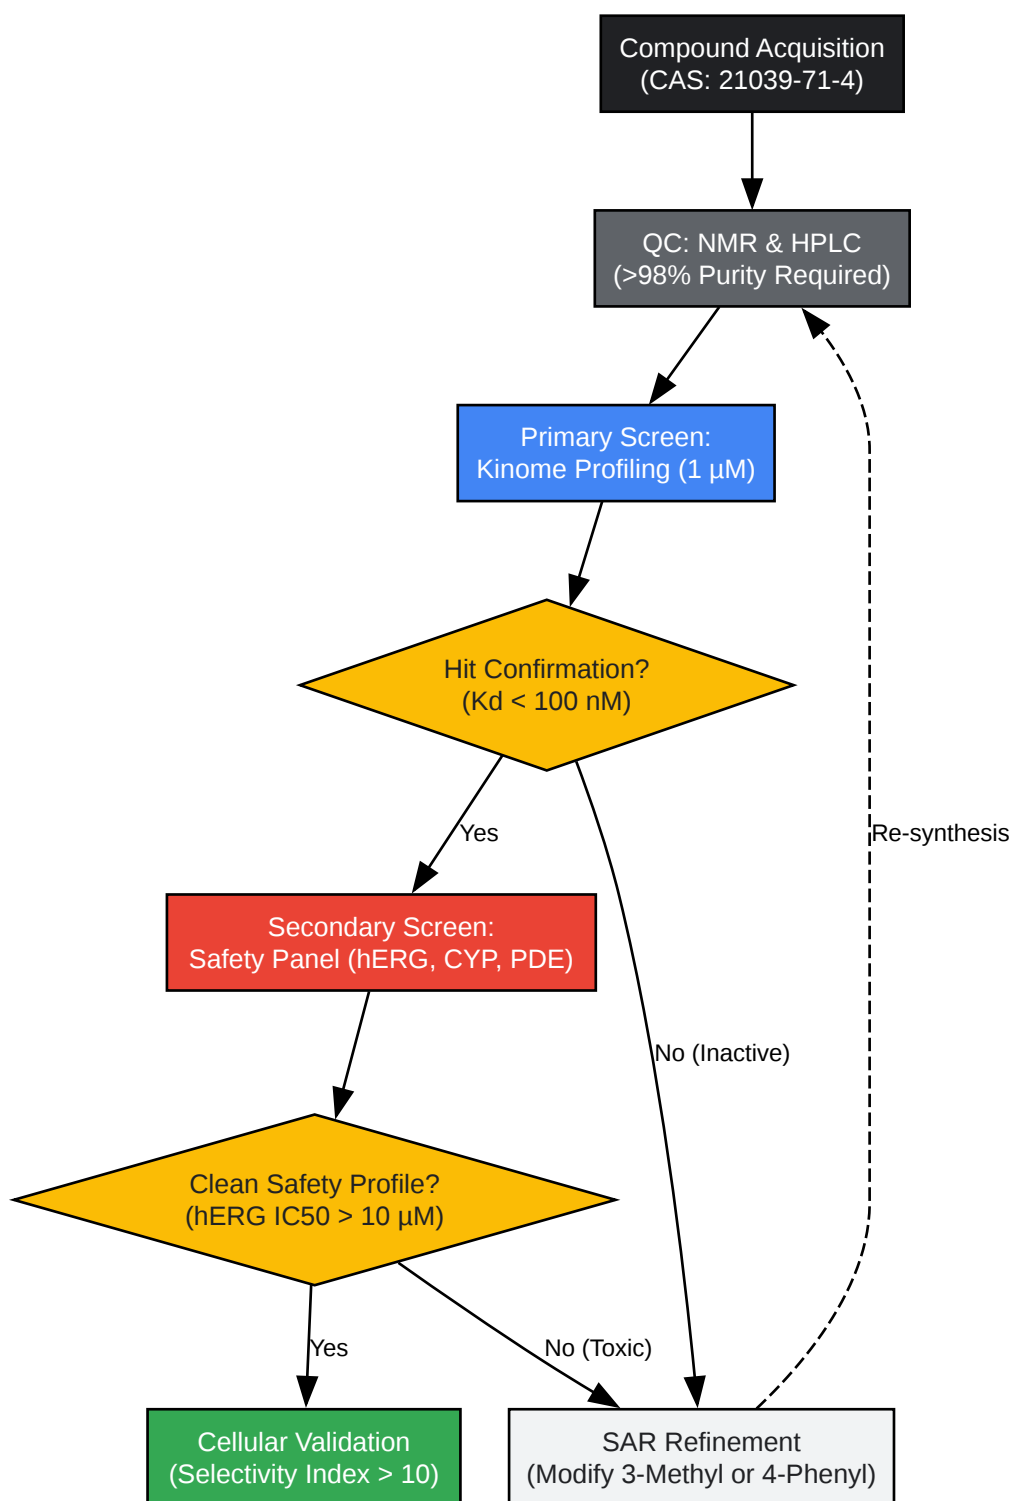 Compound Acquisition
(CAS: 21039-71-4)
QC: NMR & HPLC
(>98% Purity Required)
Primary Screen:
Kinome Profiling (1 µM)
Hit Confirmation?
(Kd < 100 nM)
Yes
Re-synthesis
Secondary Screen:
Safety Panel (hERG, CYP, PDE)
No (Inactive)
Clean Safety Profile?
(hERG IC50 > 10 µM)
Yes
No (Toxic)
Cellular Validation
(Selectivity Index > 10)
SAR Refinement
(Modify 3-Methyl or 4-Phenyl)